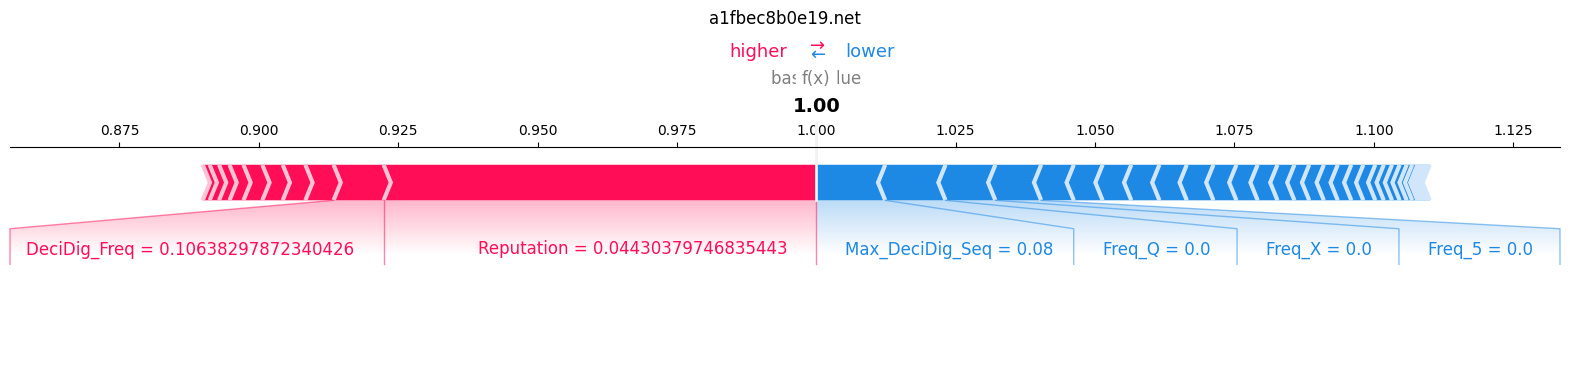 a1fbec8b0e19.net
higher → ← lower
f(x)
1.00
0.875 0.900 0.925 0.950 0.975 1.000 1.025 1.050 1.075 1.100 1.125
DeciDig_Freq = 0.10638297872340426 Reputation = 0.04430379746835443 Max_DeciDig_Seq = 0.08 Freq_Q = 0.0 Freq_X = 0.0 Freq_5 = 0.0